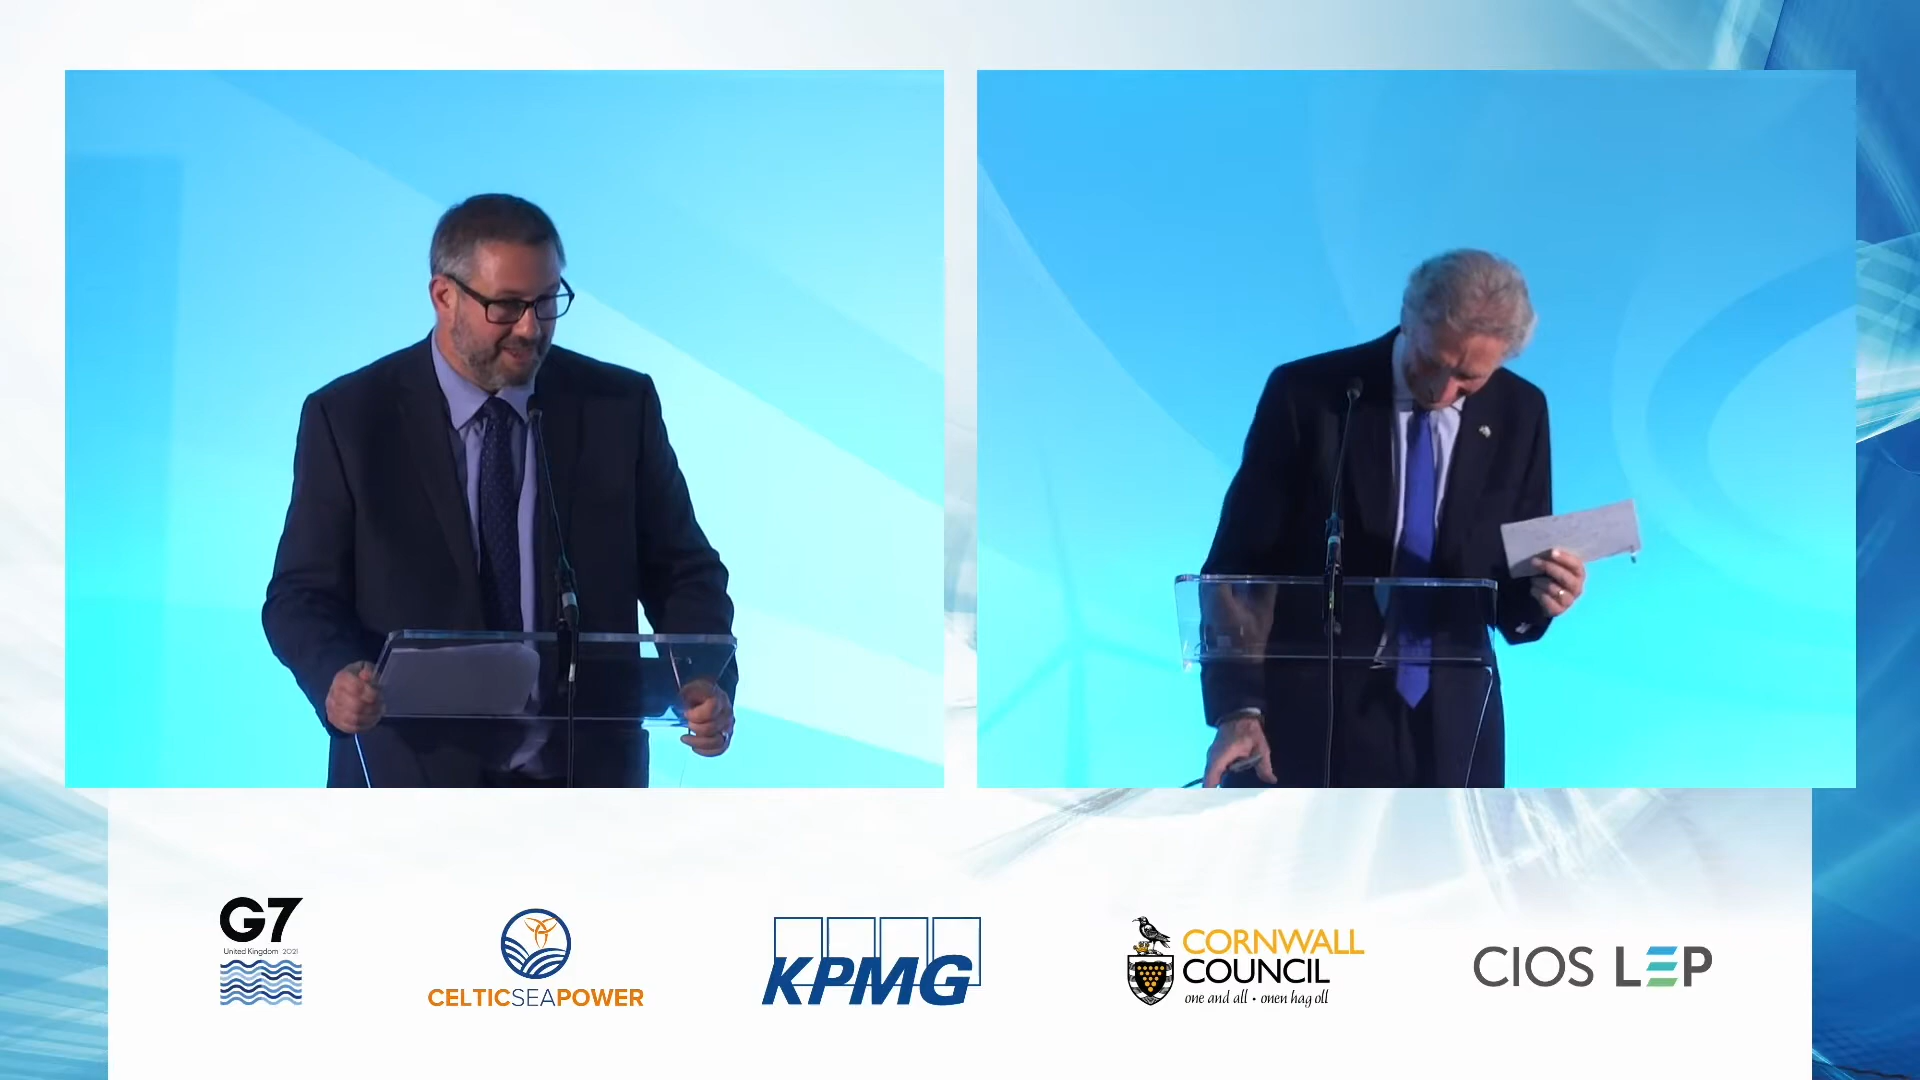 G7
United Kingdom 2021
CELTICSEAPOWER
KPMG
CORNWALL
COUNCIL
one and all • onen hag oll
CIOS LEP